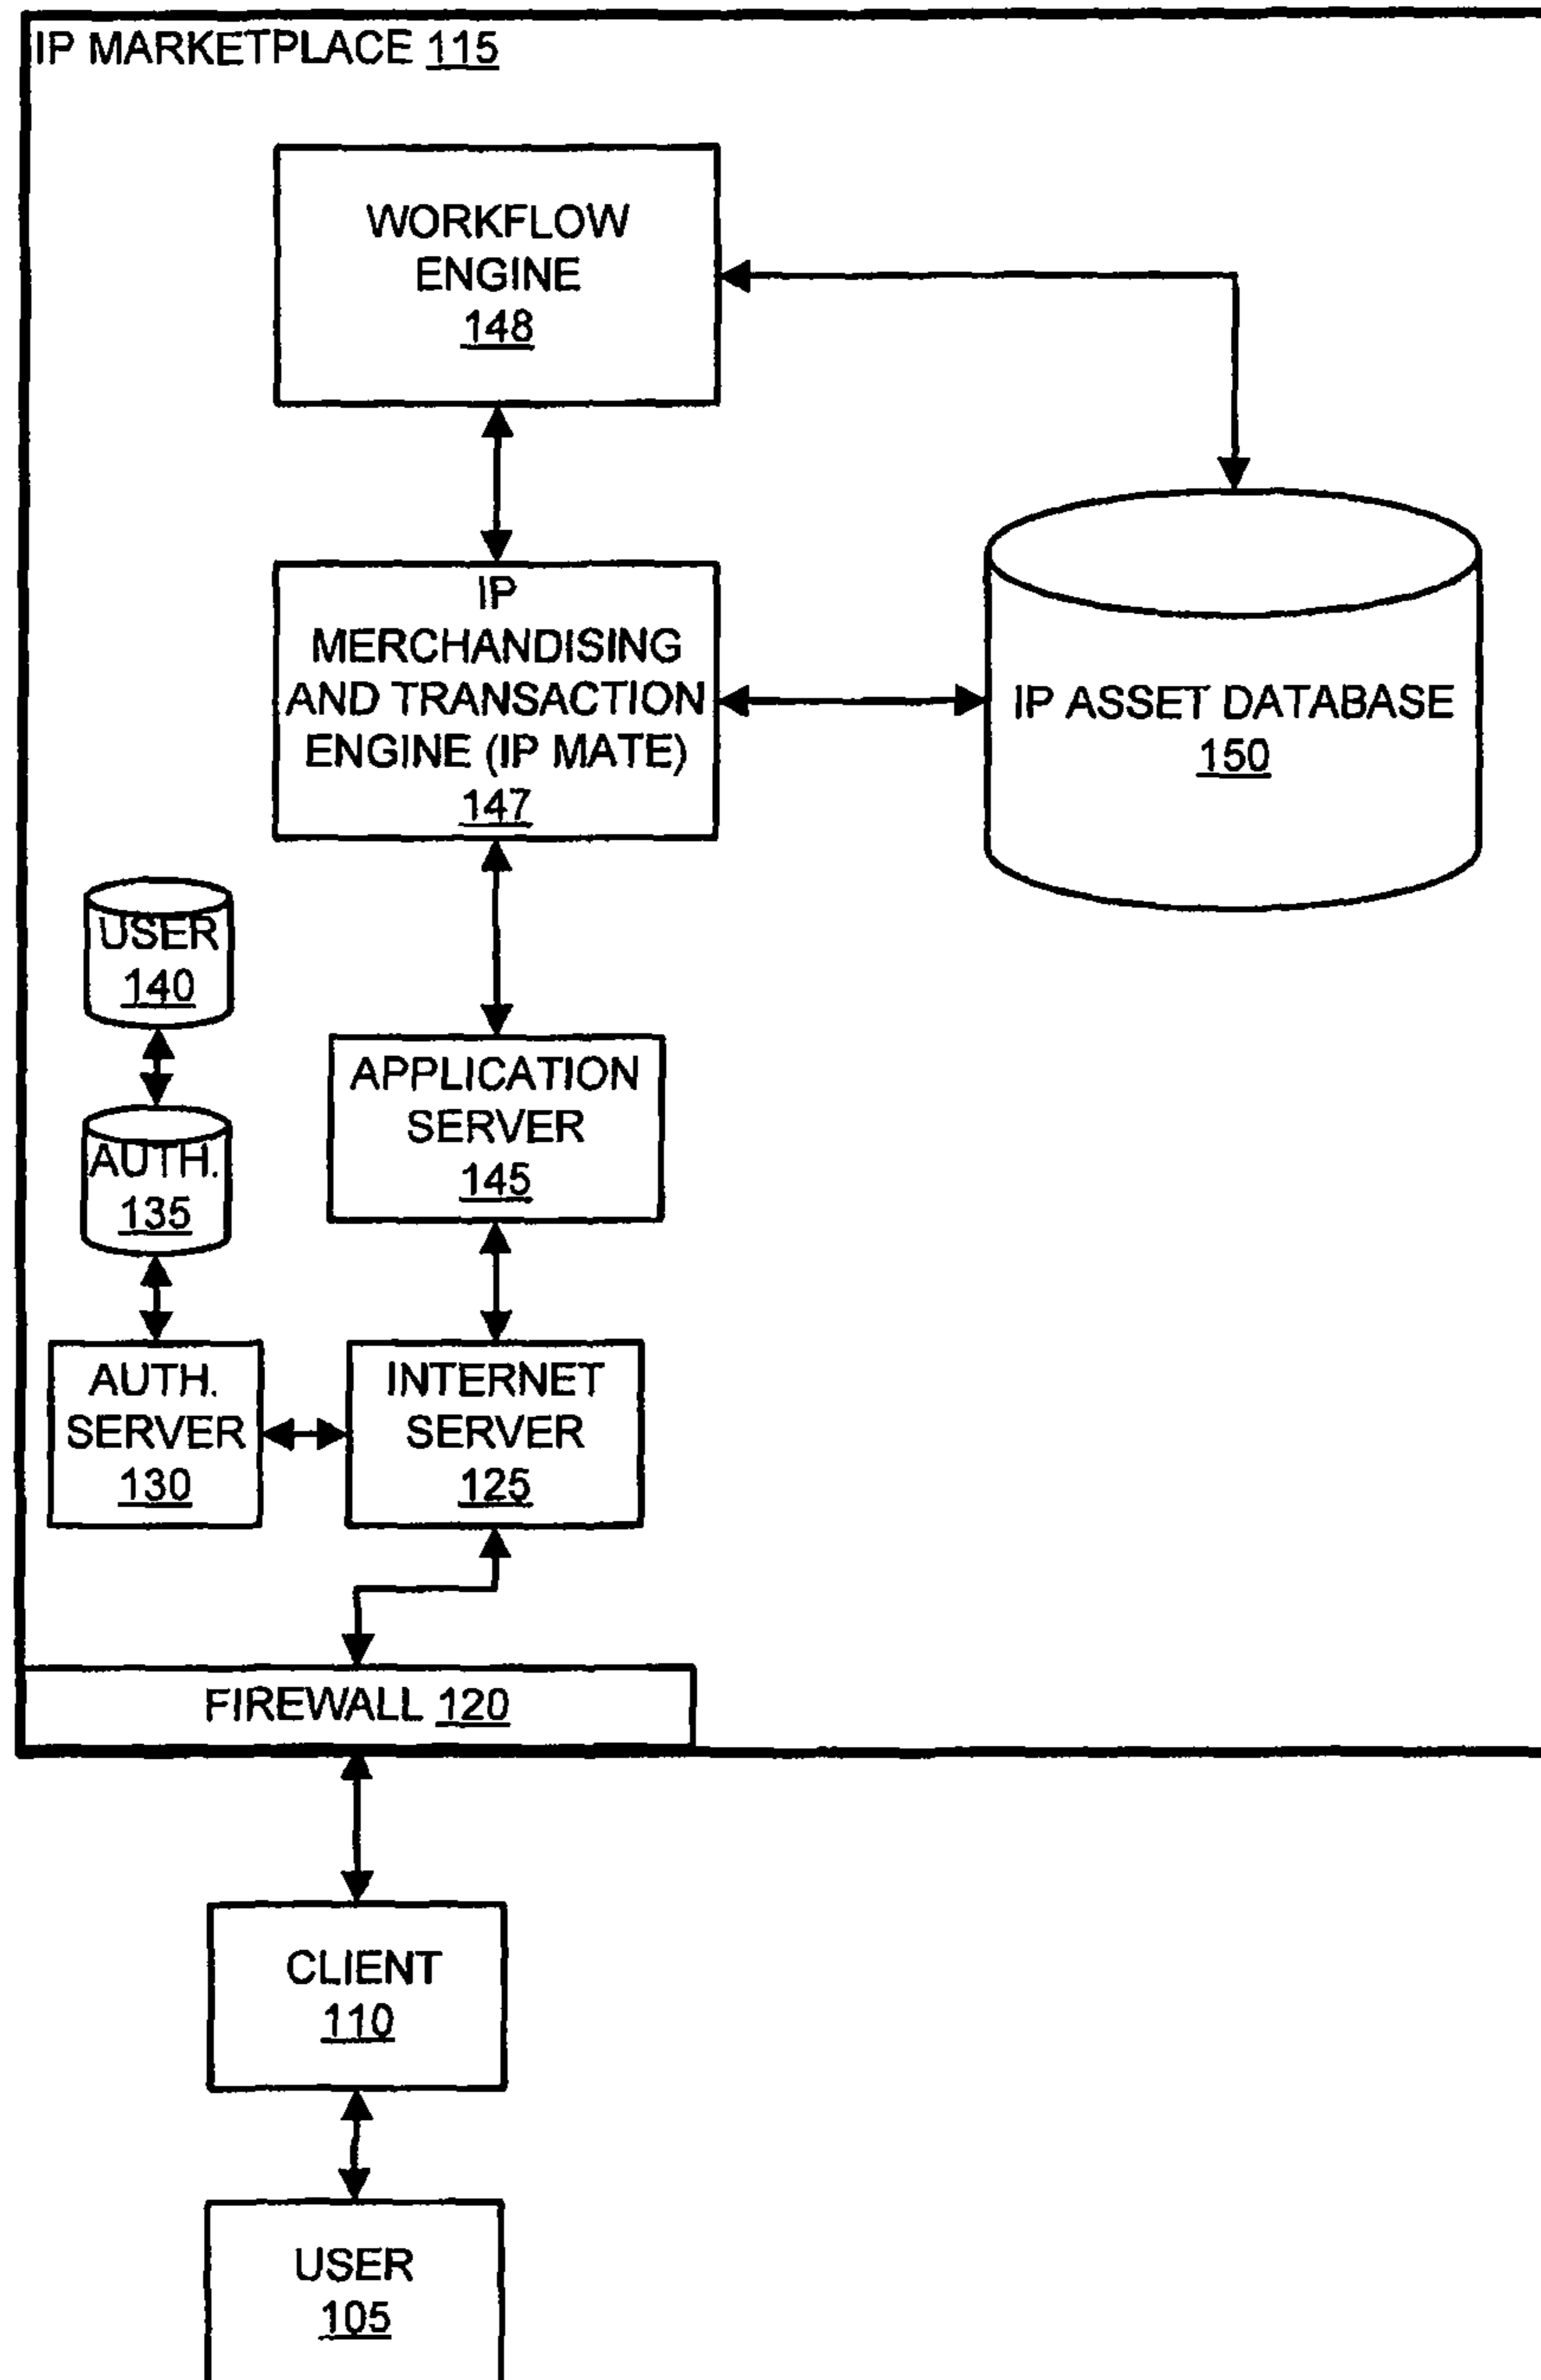 IP MARKETPLACE 115
WORKFLOW
ENGINE
148
IP
MERCHANDISING
AND TRANSACTION
ENGINE (IP MATE)
147
IP ASSET DATABASE
150
USER
140
APPLICATION
SERVER
145
AUTH.
135
AUTH.
SERVER
130
INTERNET
SERVER
125
FIREWALL 120
CLIENT
110
USER
105